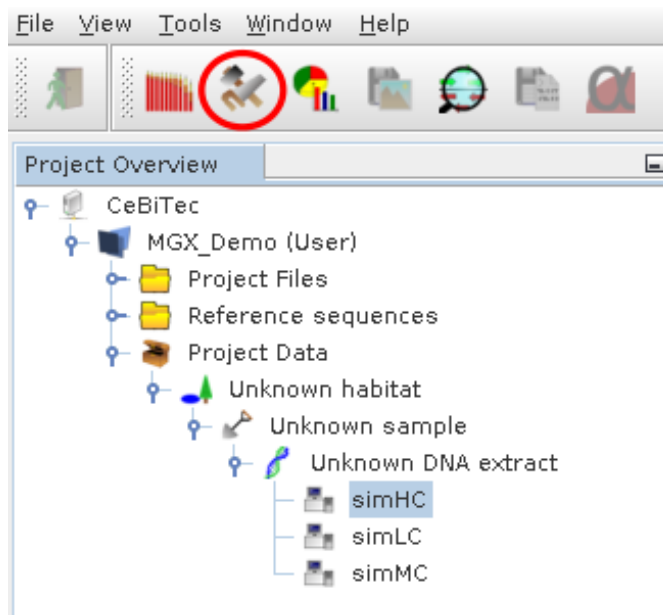 File View Tools Window Help
Project Overview
CeBiTec
MGX_Demo (User)
Project Files
Reference sequences
Project Data
Unknown habitat
Unknown sample
Unknown DNA extract
simHC
simLC
simMC